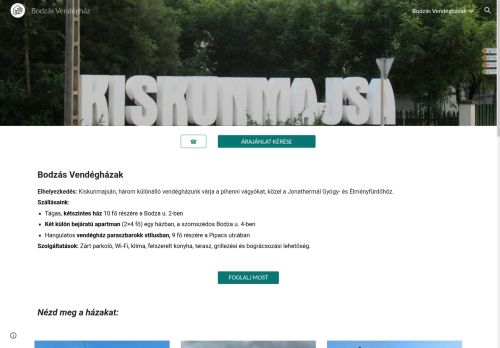 Bodzás Vendégház
Bodzás Vendégházak
KISKUNMAJSA
☎
ÁRAJÁNLAT KÉRÉSE
Bodzás Vendégházak
Elhelyezkedés: Kiskunmajsán, három különálló vendégházunk várja a pihenni vágyókat, közel a Jonathermál Gyógy- és Élményfürdőhöz.
Szállásaink:
Tágas, kétszintes ház 10 fő részére a Bodza u. 2-ben
Két külön bejáratú apartman (2×4 fő) egy házban, a szomszédos Bodza u. 4-ben
Hangulatos vendégház parasztbarokk stílusban, 9 fő részére a Pipacs utcában
Szolgáltatások: Zárt parkoló, Wi-Fi, klíma, felszerelt konyha, terasz, grillezési és bográcsozási lehetőség.
FOGLALJ MOST
Nézd meg a házakat: